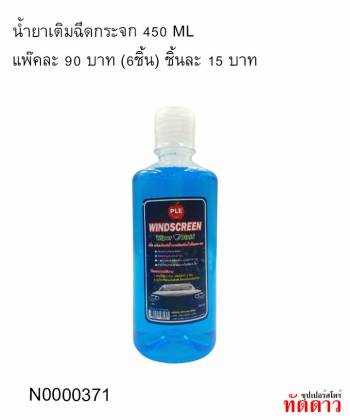 น้ำยาเติมฉีดกระจก 450 ML
แพ๊คละ 90 บาท (6ชิ้น) ชิ้นละ 15 บาท
PLE
WINDSCREEN
Wiper Fluid
N0000371
ซุปเปอร์สโตร์
ทัดดาว